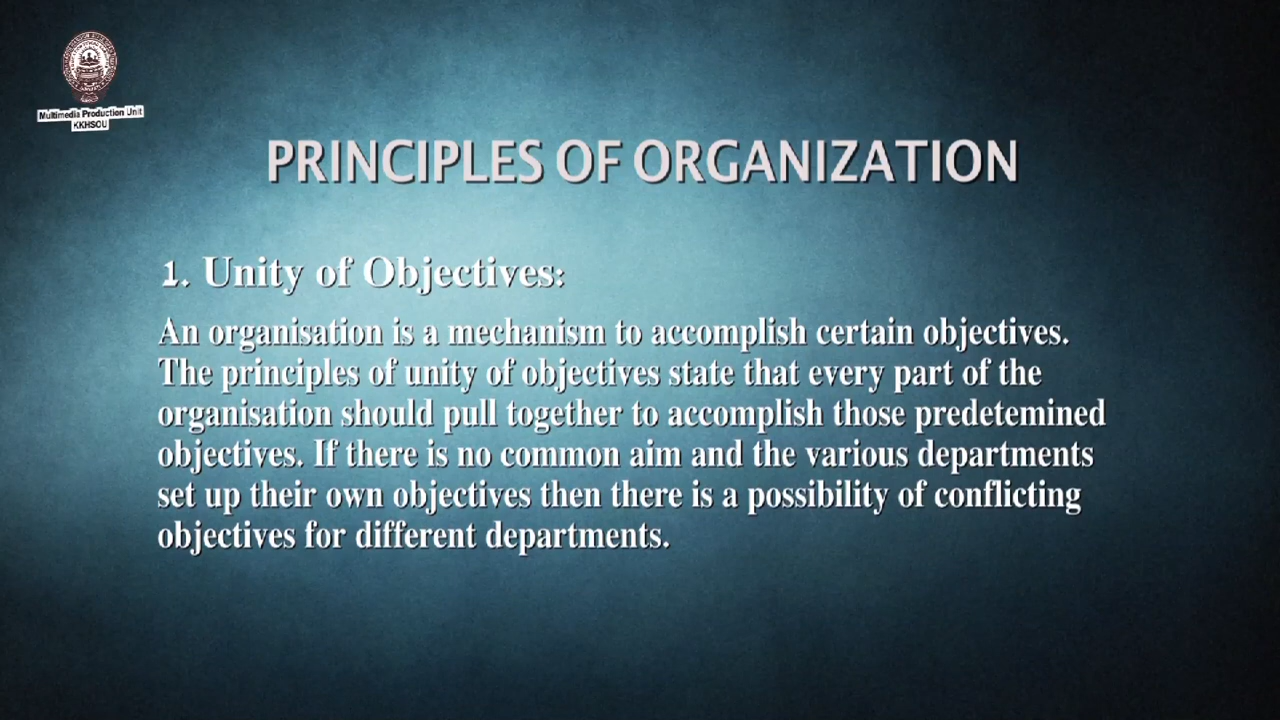 Multimedia Production Unit
KKHSOU
PRINCIPLES OF ORGANIZATION
1. Unity of Objectives:
An organisation is a mechanism to accomplish certain objectives.
The principles of unity of objectives state that every part of the
organisation should pull together to accomplish those predetemined
objectives. If there is no common aim and the various departments
set up their own objectives then there is a possibility of conflicting
objectives for different departments.